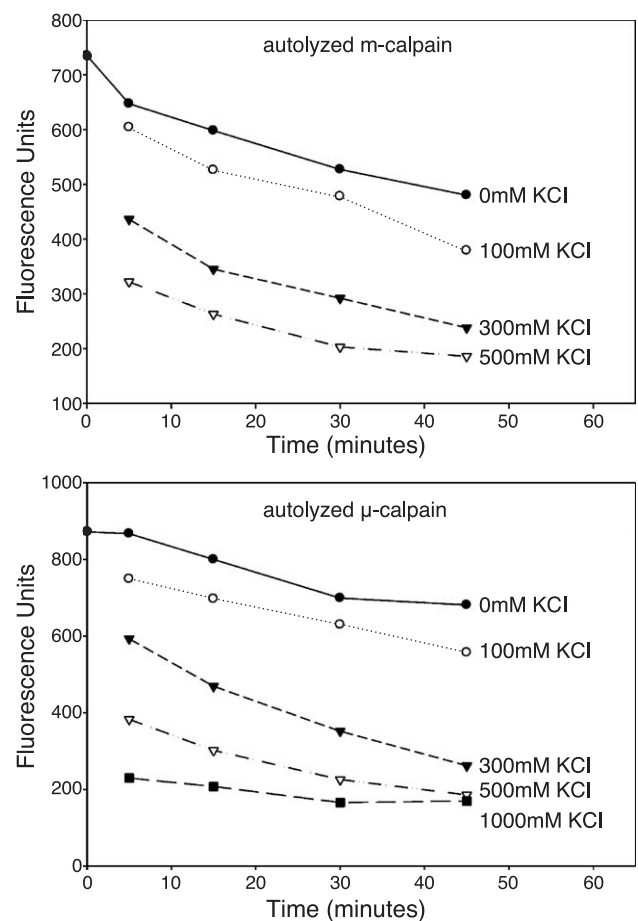 autolyzed m-calpain
Fluorescence Units
800
700
600
500
400
300
200
100
0mM KCl
100mM KCl
300mM KCl
500mM KCl
0 10 20 30 40 50 60
Time (minutes)
autolyzed μ-calpain
Fluorescence Units
1000
800
600
400
200
0
0mM KCl
100mM KCl
300mM KCl
500mM KCl
1000mM KCl
0 10 20 30 40 50 60
Time (minutes)